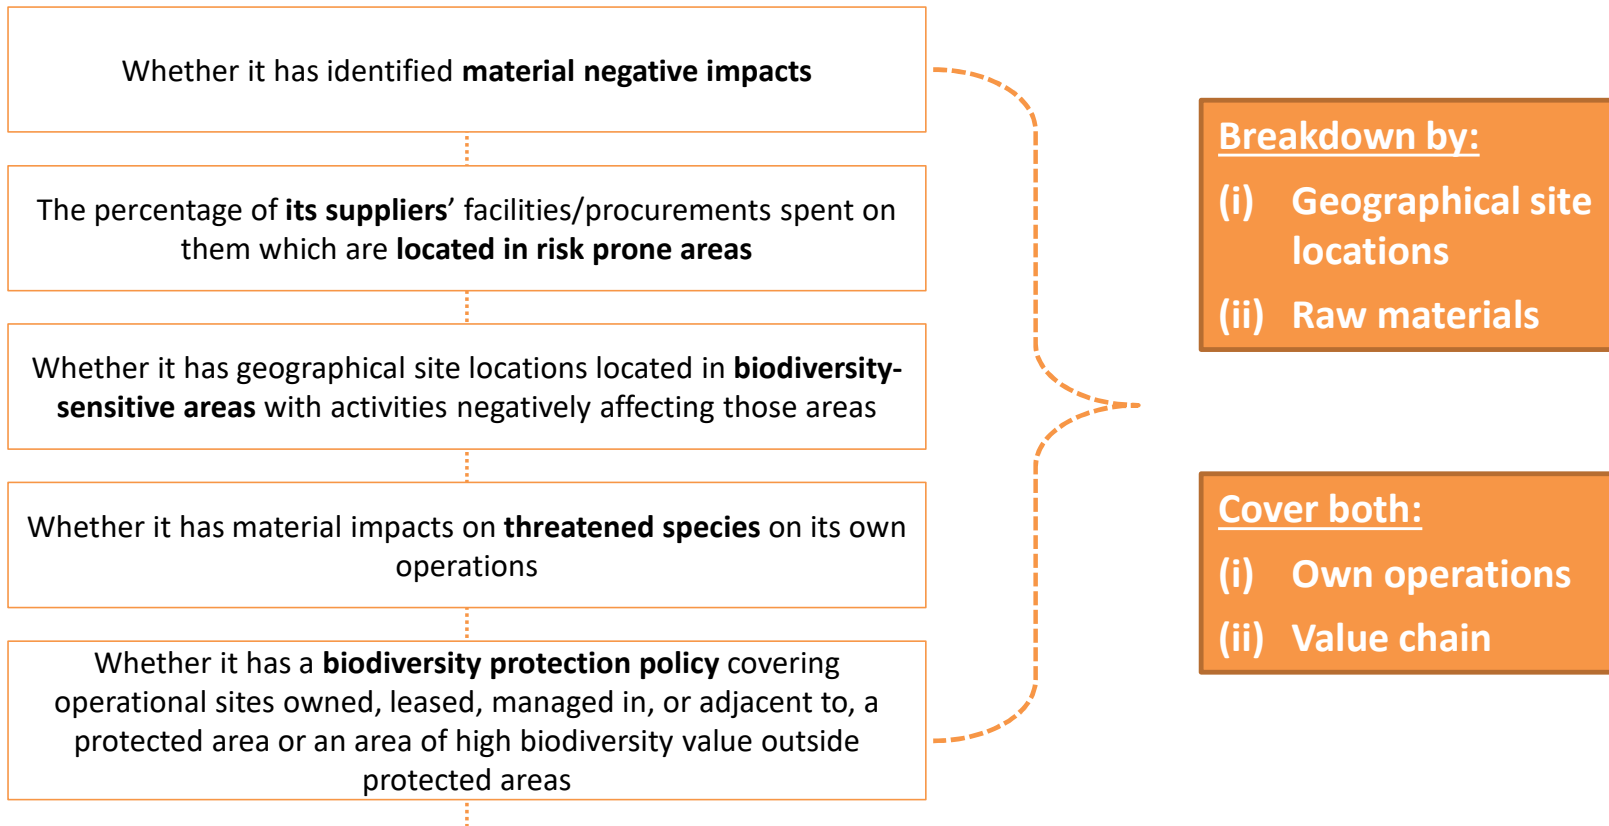 Whether it has identified material negative impacts
The percentage of its suppliers’ facilities/procurements spent on
them which are located in risk prone areas
Whether it has geographical site locations located in biodiversity-
sensitive areas with activities negatively affecting those areas
Whether it has material impacts on threatened species on its own
operations
Whether it has a biodiversity protection policy covering
operational sites owned, leased, managed in, or adjacent to, a
protected area or an area of high biodiversity value outside
protected areas
Breakdown by:
(i) Geographical site
locations
(ii) Raw materials
Cover both:
(i) Own operations
(ii) Value chain